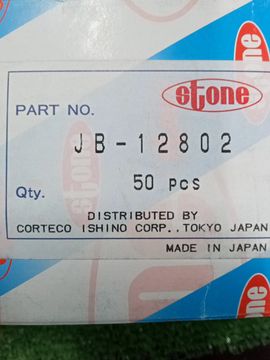 stone
PART NO.
JB-12802
Qty. 50 pcs
DISTRIBUTED BY
CORTECO ISHINO CORP., TOKYO JAPAN
MADE IN JAPAN